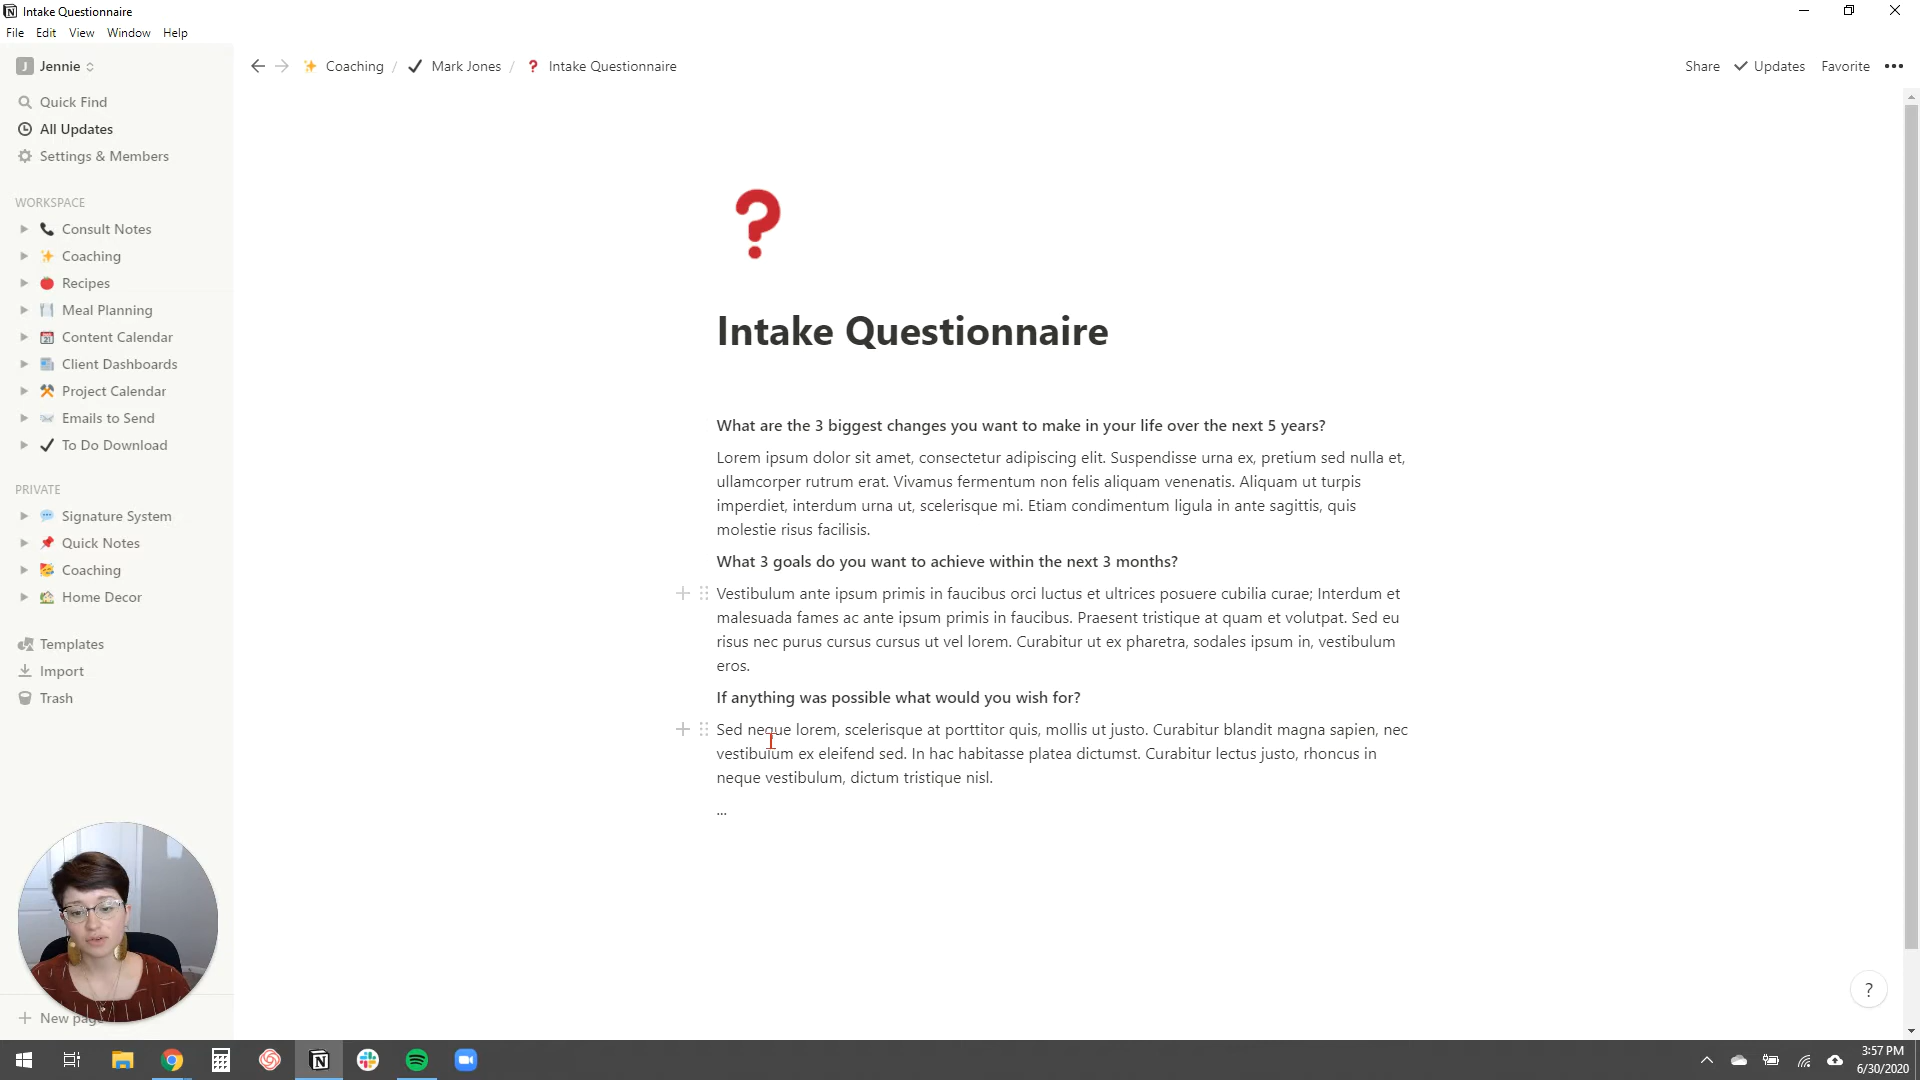 Intake Questionnaire
File Edit View Window Help
J Jennie
Coaching / Mark Jones / Intake Questionnaire
Share Updates Favorite
Quick Find
All Updates
Settings & Members
WORKSPACE
Consult Notes
Coaching
Recipes
Meal Planning
Content Calendar
Client Dashboards
Project Calendar
Emails to Send
To Do Download
PRIVATE
Signature System
Quick Notes
Coaching
Home Decor
Templates
Import
Trash
New page
Intake Questionnaire
What are the 3 biggest changes you want to make in your life over the next 5 years?
Lorem ipsum dolor sit amet, consectetur adipiscing elit. Suspendisse urna ex, pretium sed nulla et,
ullamcorper rutrum erat. Vivamus fermentum non felis aliquam venenatis. Aliquam ut turpis
imperdiet, interdum urna ut, scelerisque mi. Etiam condimentum ligula in ante sagittis, quis
molestie risus facilisis.
What 3 goals do you want to achieve within the next 3 months?
Vestibulum ante ipsum primis in faucibus orci luctus et ultrices posuere cubilia curae; Interdum et
malesuada fames ac ante ipsum primis in faucibus. Praesent tristique at quam et volutpat. Sed eu
risus nec purus cursus cursus ut vel lorem. Curabitur ut ex pharetra, sodales ipsum in, vestibulum
eros.
If anything was possible what would you wish for?
Sed neque lorem, scelerisque at porttitor quis, mollis ut justo. Curabitur blandit magna sapien, nec
vestibulum ex eleifend sed. In hac habitasse platea dictumst. Curabitur lectus justo, rhoncus in
neque vestibulum, dictum tristique nisl.
...
?
3:57 PM
6/30/2020